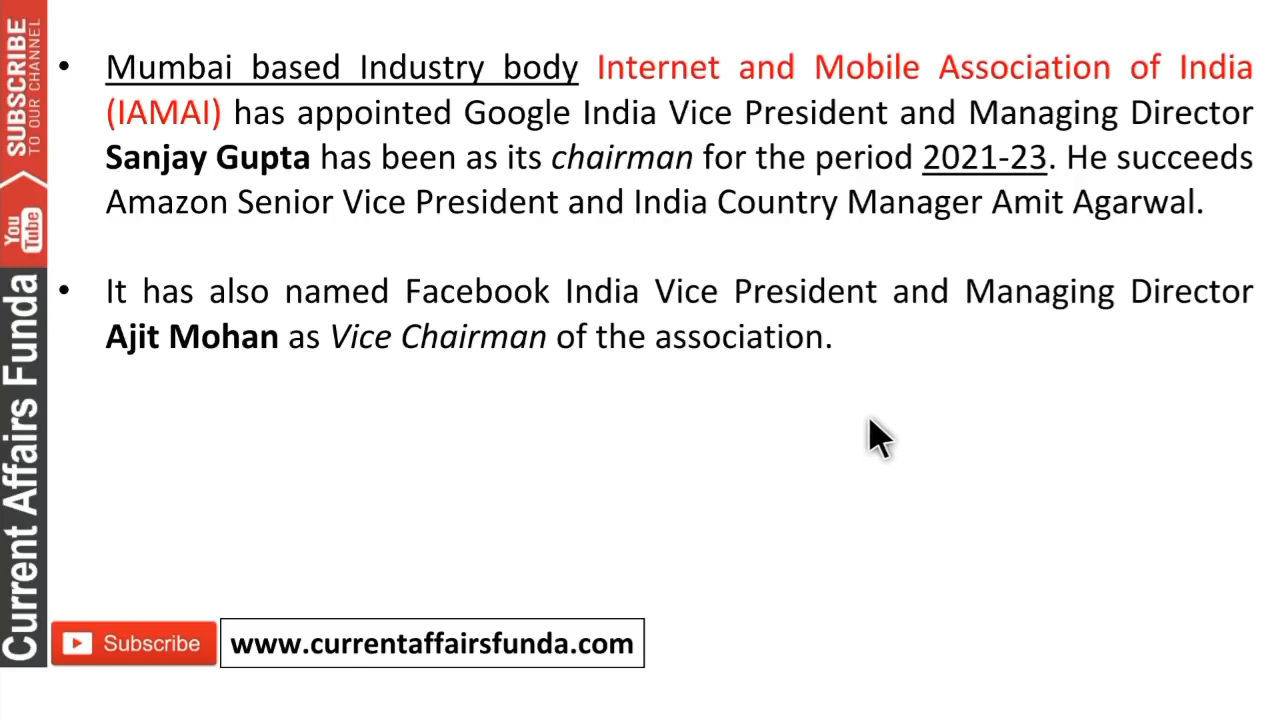 • Mumbai based Industry body Internet and Mobile Association of India
(IAMAI) has appointed Google India Vice President and Managing Director
Sanjay Gupta has been as its chairman for the period 2021-23. He succeeds
Amazon Senior Vice President and India Country Manager Amit Agarwal.
• It has also named Facebook India Vice President and Managing Director
Ajit Mohan as Vice Chairman of the association.
SUBSCRIBE
TO OUR CHANNEL
You
Tube
Current Affairs Funda
Subscribe
www.currentaffairsfunda.com